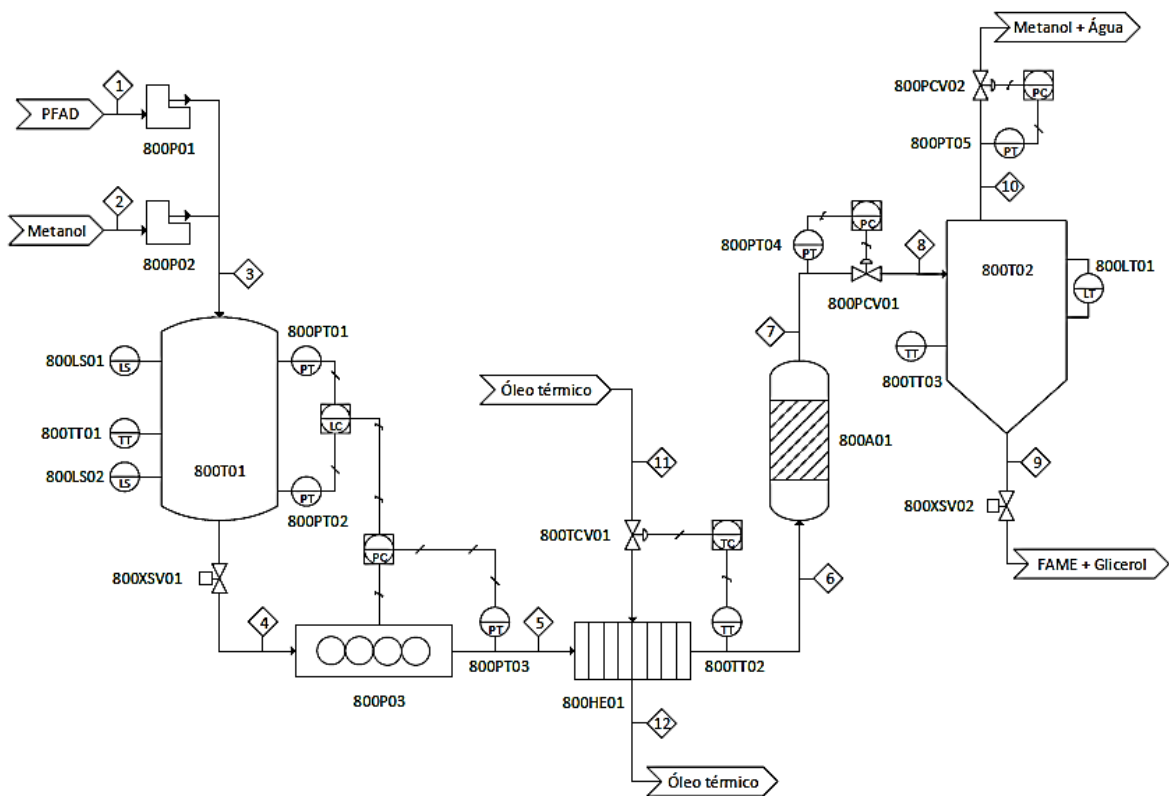 Metanol + Água
800PCV02
PC
800PT05
PT
10
1
PFAD
800P01
2
Metanol
800P02
3
PC
800PT04
PT
8
800PCV01
800T02
800LT01
LT
7
TT
800TT03
800PT01
800LS01
LS
PT
LC
800TT01
TT
800LS02
LS
800T01
PT
800PT02
Óleo térmico
11
800A01
9
800XSV02
800TCV01
TC
FAME + Glicerol
PC
800XSV01
6
4
PT
5
TT
800PT03
800TT02
800P03
800HE01
12
Óleo térmico